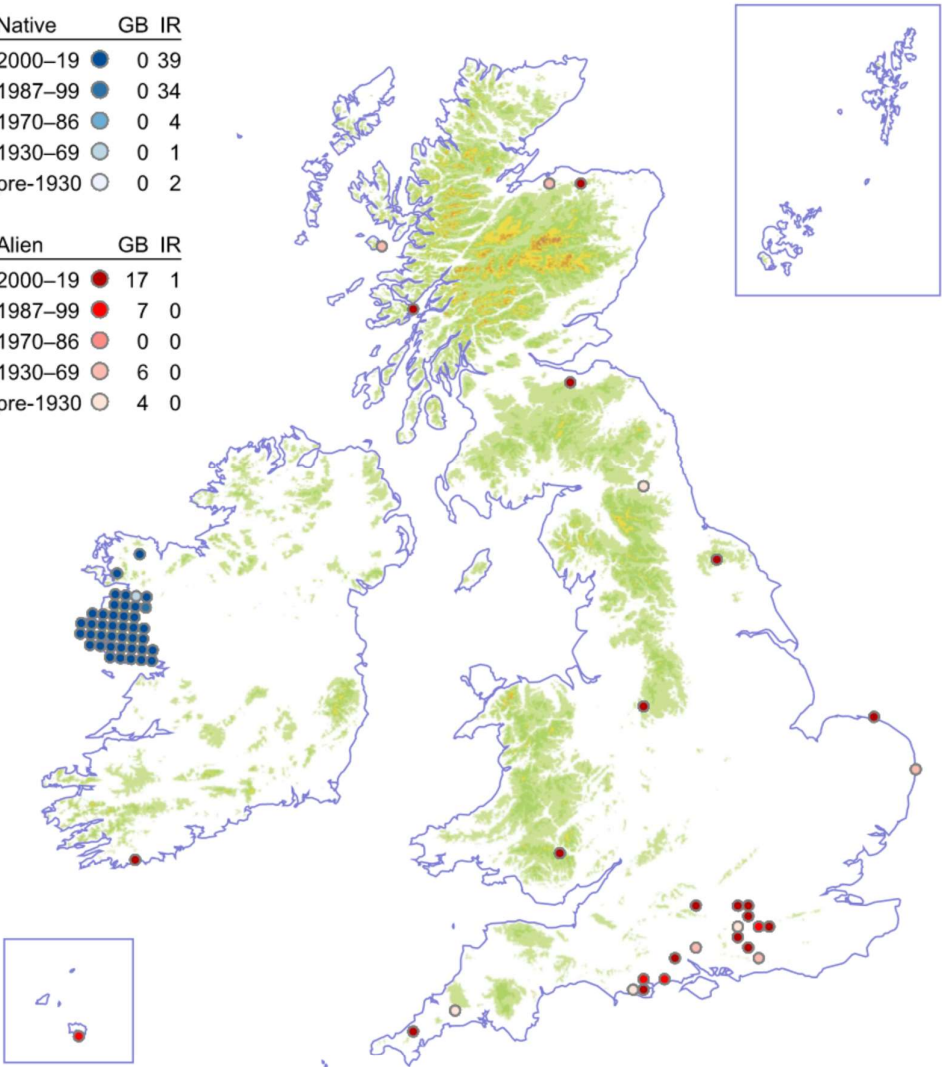 Native GB IR
2000–19 0 39
1987–99 0 34
1970–86 0 4
1930–69 0 1
pre-1930 0 2
Alien GB IR
2000–19 17 1
1987–99 7 0
1970–86 0 0
1930–69 6 0
pre-1930 4 0